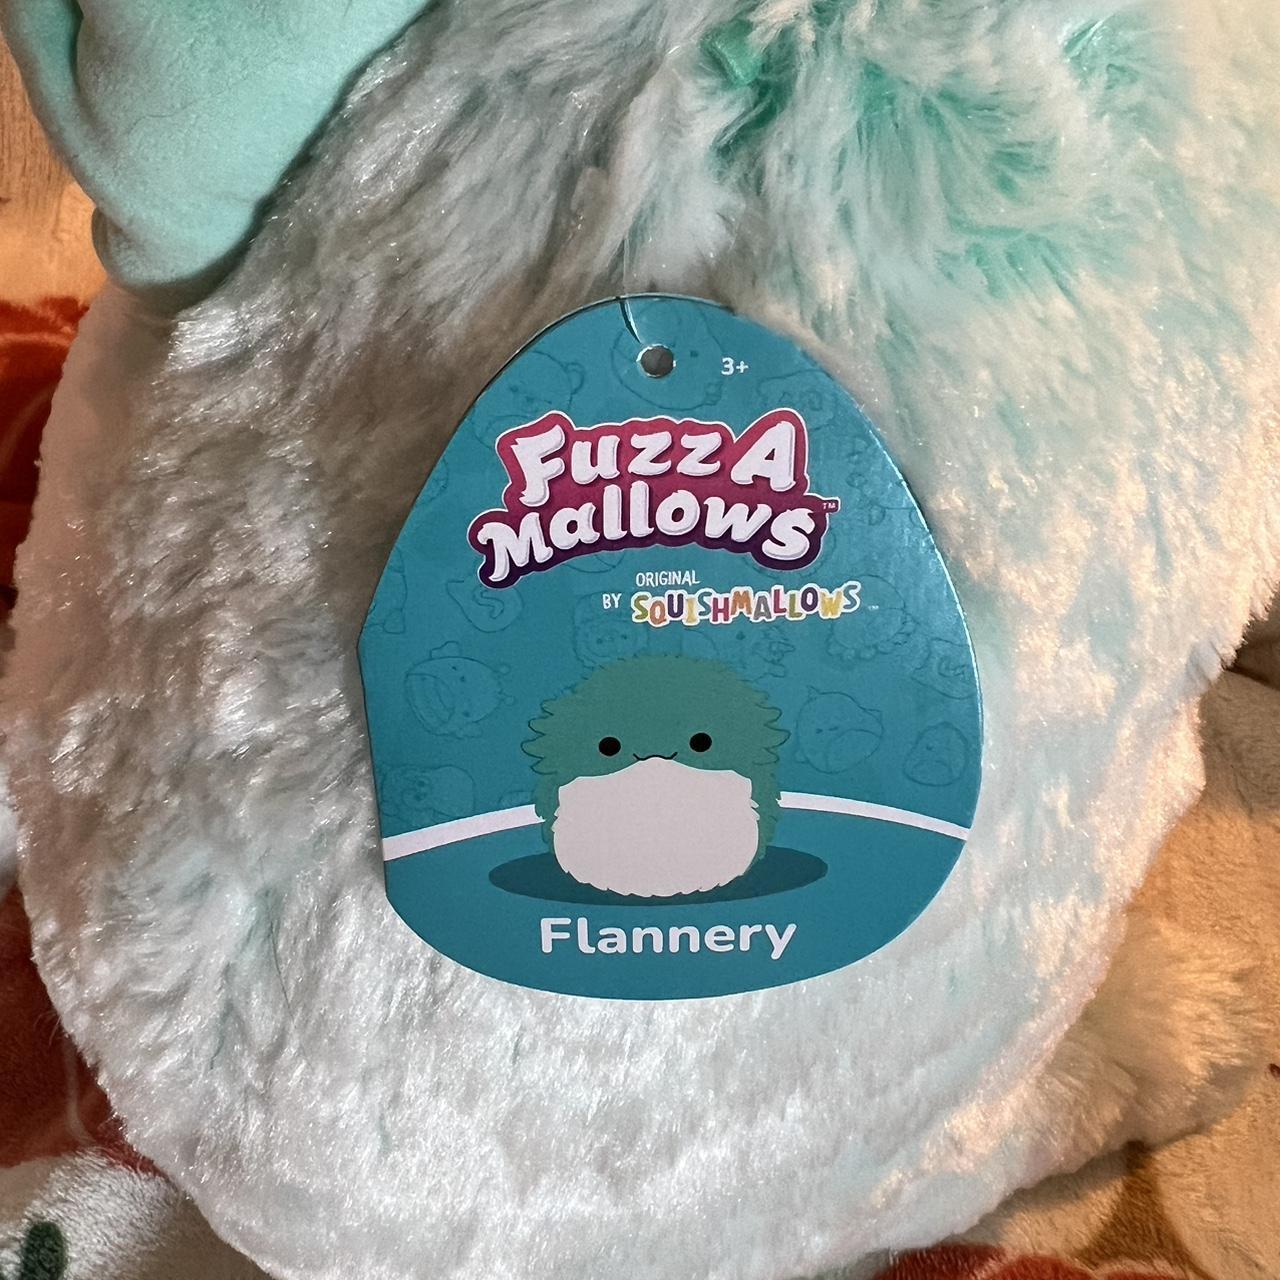 3+
FuzzA
Mallows™
ORIGINAL
BY SQUISHMALLOWS™
Flannery